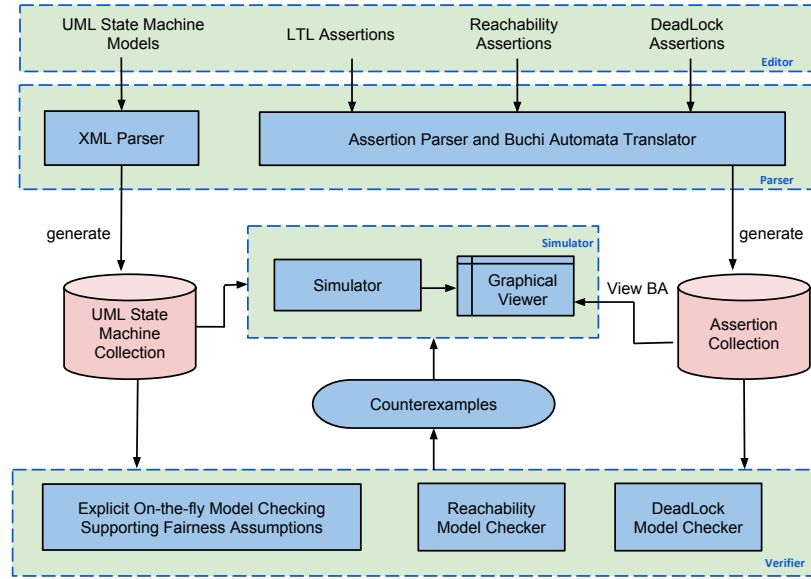 UML State Machine
Models
LTL Assertions
Reachability
Assertions
DeadLock
Assertions
Editor
XML Parser
Assertion Parser and Buchi Automata Translator
Parser
generate
generate
Simulator
Simulator
Graphical
Viewer
View BA
UML State
Machine
Collection
Assertion
Collection
Counterexamples
Explicit On-the-fly Model Checking
Supporting Fairness Assumptions
Reachability
Model Checker
DeadLock
Model Checker
Verifier